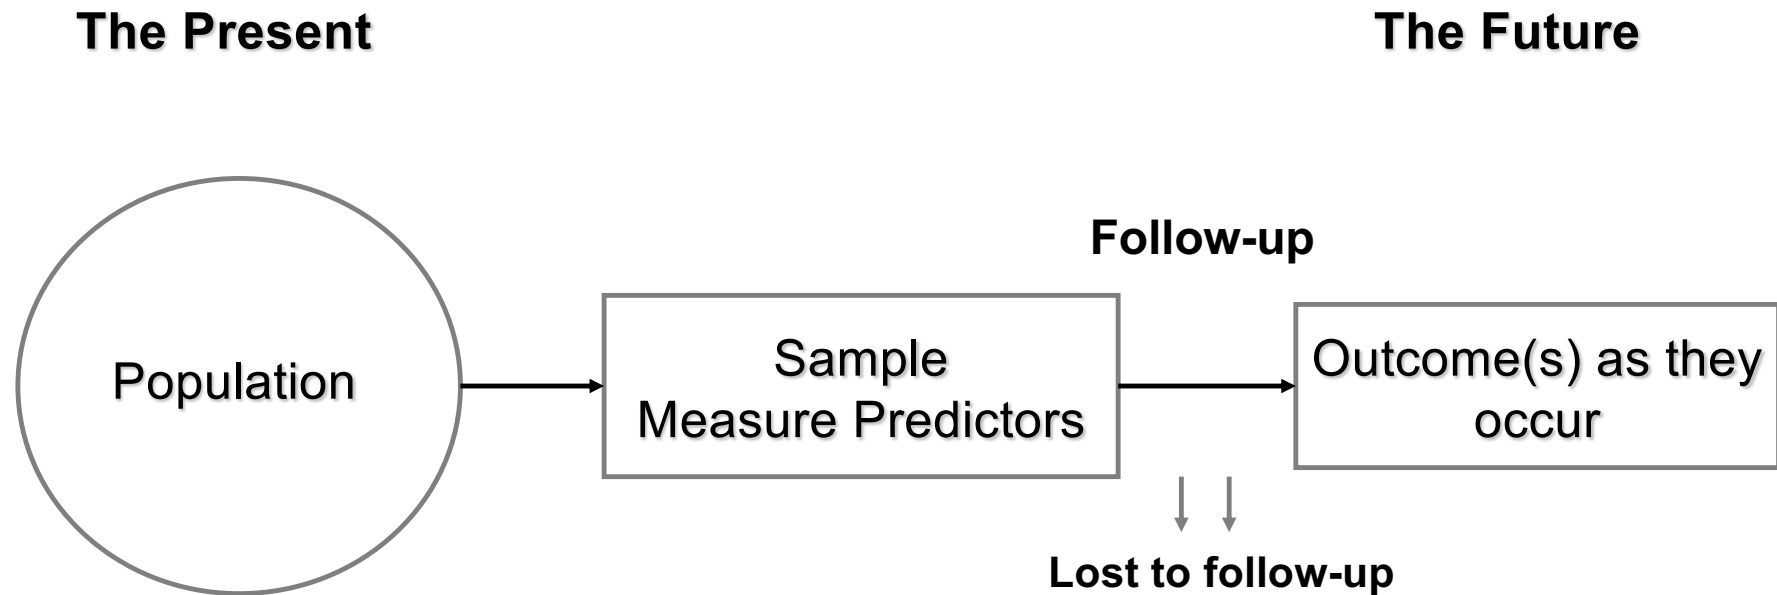 The Present
The Future
Follow-up
Population
Sample
Measure Predictors
Outcome(s) as they
occur
Lost to follow-up